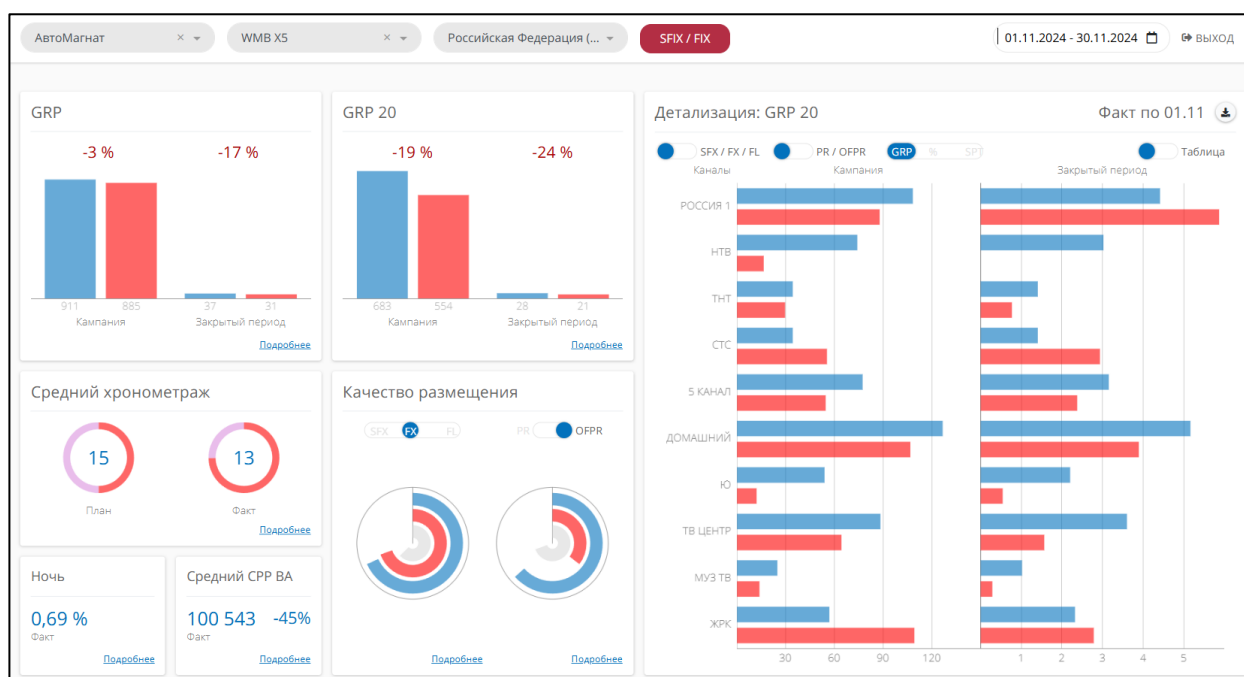 АвтоМагнат × WMB X5 × Российская Федерация (... SFIX / FIX 01.11.2024 - 30.11.2024 ВЫХОД
GRP
-3 % -17 %
911 885 37 31
Кампания Закрытый период
Подробнее
GRP 20
-19 % -24 %
683 554 28 21
Кампания Закрытый период
Подробнее
Средний хронометраж
15 13
План Факт
Подробнее
Качество размещения
SFX FX FL PR OFPR
Подробнее Подробнее
Ночь
0,69 %
Факт
Подробнее
Средний CPP ВА
100 543 -45%
Факт
Подробнее
Детализация: GRP 20 Факт по 01.11
SFX / FX / FL PR / OFPR GRP % SPT Таблица
Каналы Кампания Закрытый период
РОССИЯ 1
НТВ
ТНТ
СТС
5 КАНАЛ
ДОМАШНИЙ
Ю
ТВ ЦЕНТР
МУЗ ТВ
ЖРК
30 60 90 120 1 2 3 4 5